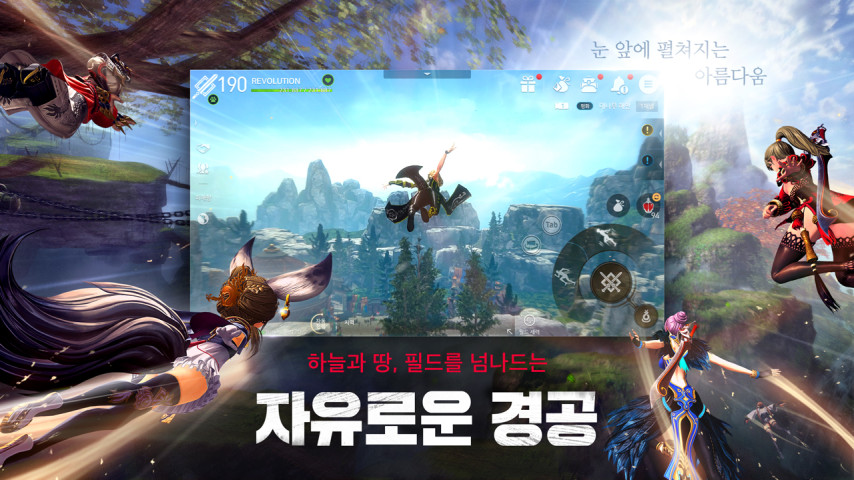 눈 앞에 펼쳐지는
아름다움
190 REVOLUTION
Tab
94
하늘과 땅, 필드를 넘나드는
자유로운 경공